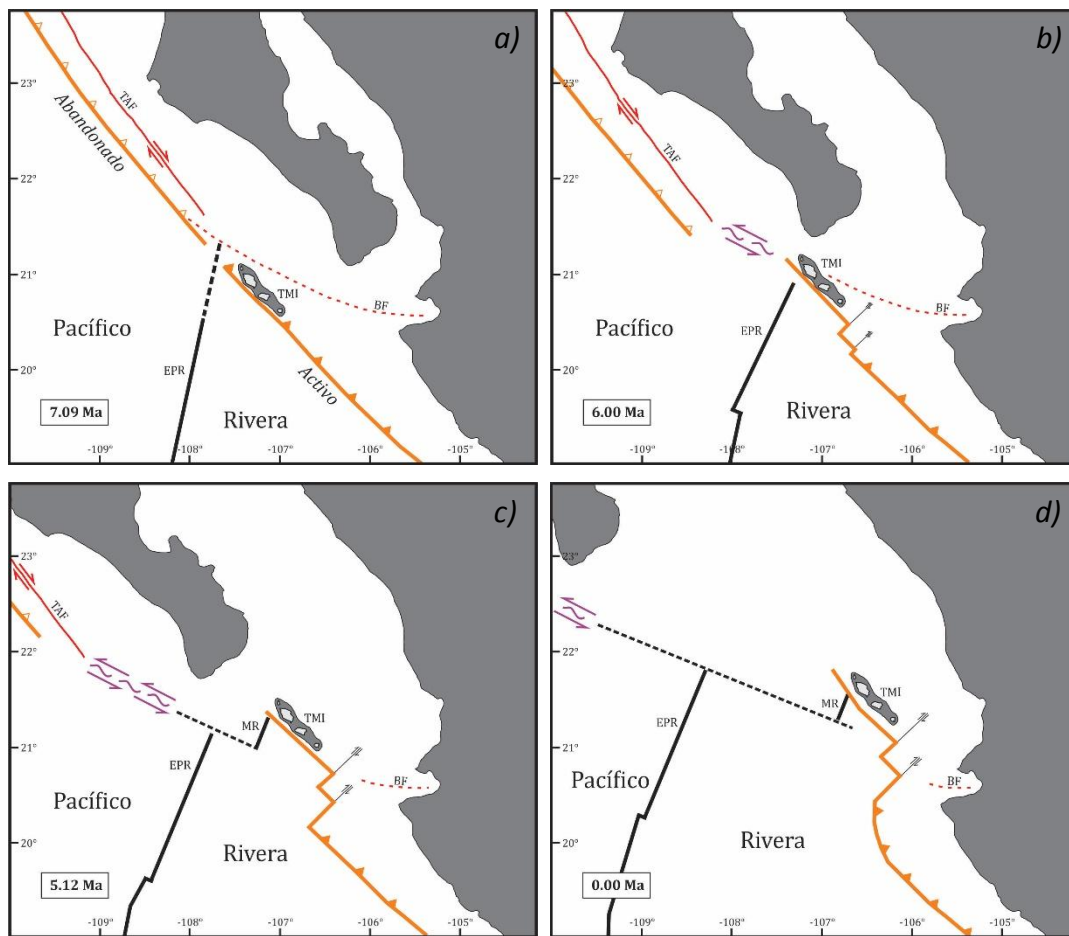 a)
23°
TAF
Abandonado
22°
21°
TMI
BF
Pacífico
EPR
20°
Activo
Rivera
7.09 Ma
-109°
-108°
-107°
-106°
-105°
b)
23°
TAF
22°
21°
TMI
BF
EPR
Pacífico
20°
Rivera
6.00 Ma
-109°
-108°
-107°
-106°
-105°
c)
23°
TAF
22°
TMI
MR
21°
EPR
BF
Pacífico
20°
Rivera
5.12 Ma
-109°
-108°
-107°
-106°
-105°
d)
23°
22°
TMI
MR
EPR
21°
BF
Pacífico
20°
Rivera
0.00 Ma
-109°
-108°
-107°
-106°
-105°